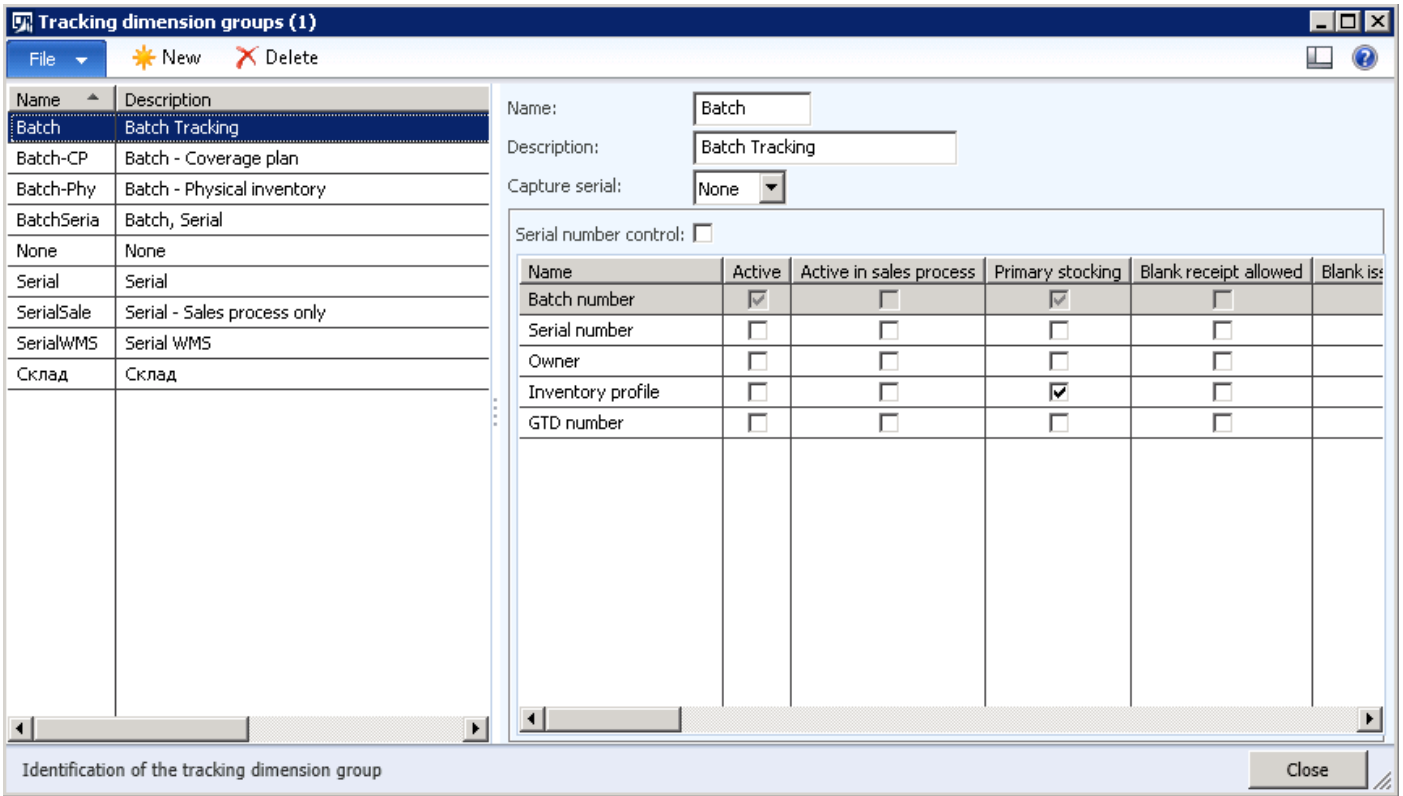 Tracking dimension groups (1)
File New Delete
Name Description
Batch Batch Tracking
Batch-CP Batch - Coverage plan
Batch-Phy Batch - Physical inventory
BatchSeria Batch, Serial
None None
Serial Serial
SerialSale Serial - Sales process only
SerialWMS Serial WMS
Склад Склад
Name: Batch
Description: Batch Tracking
Capture serial: None
Serial number control:
Name Active Active in sales process Primary stocking Blank receipt allowed Blank iss
Batch number
Serial number
Owner
Inventory profile
GTD number
Identification of the tracking dimension group
Close